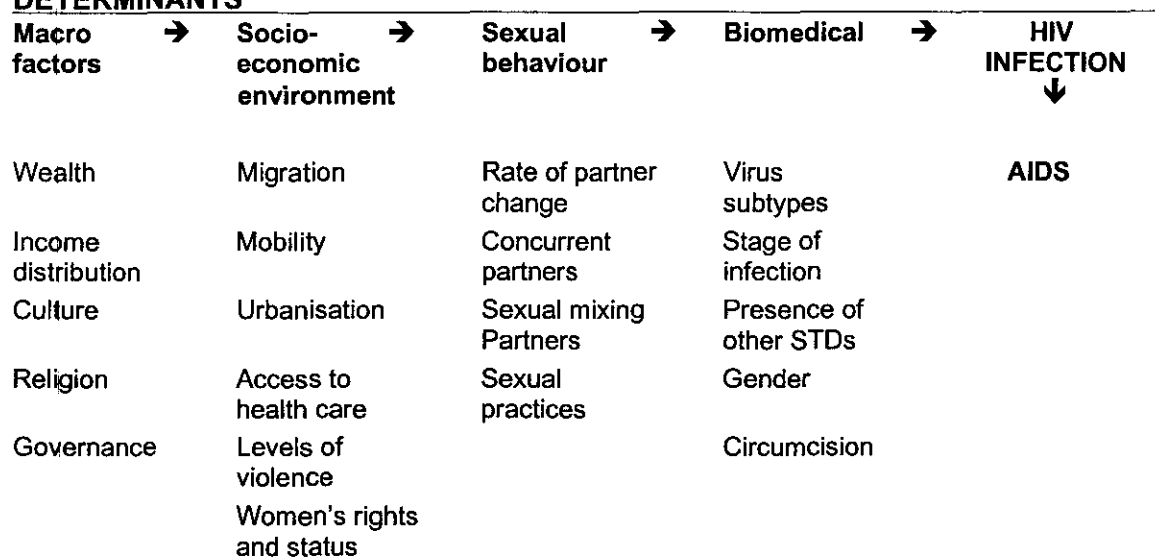 DETERMINANTS
Macro → Socio- → Sexual → Biomedical → HIV
factors economic behaviour INFECTION
environment ↓
Wealth Migration Rate of partner Virus AIDS
change subtypes
Income Mobility Concurrent Stage of
distribution partners infection
Culture Urbanisation Sexual mixing Presence of
Partners other STDs
Religion Access to Sexual Gender
health care practices
Governance Levels of Circumcision
violence
Women's rights
and status